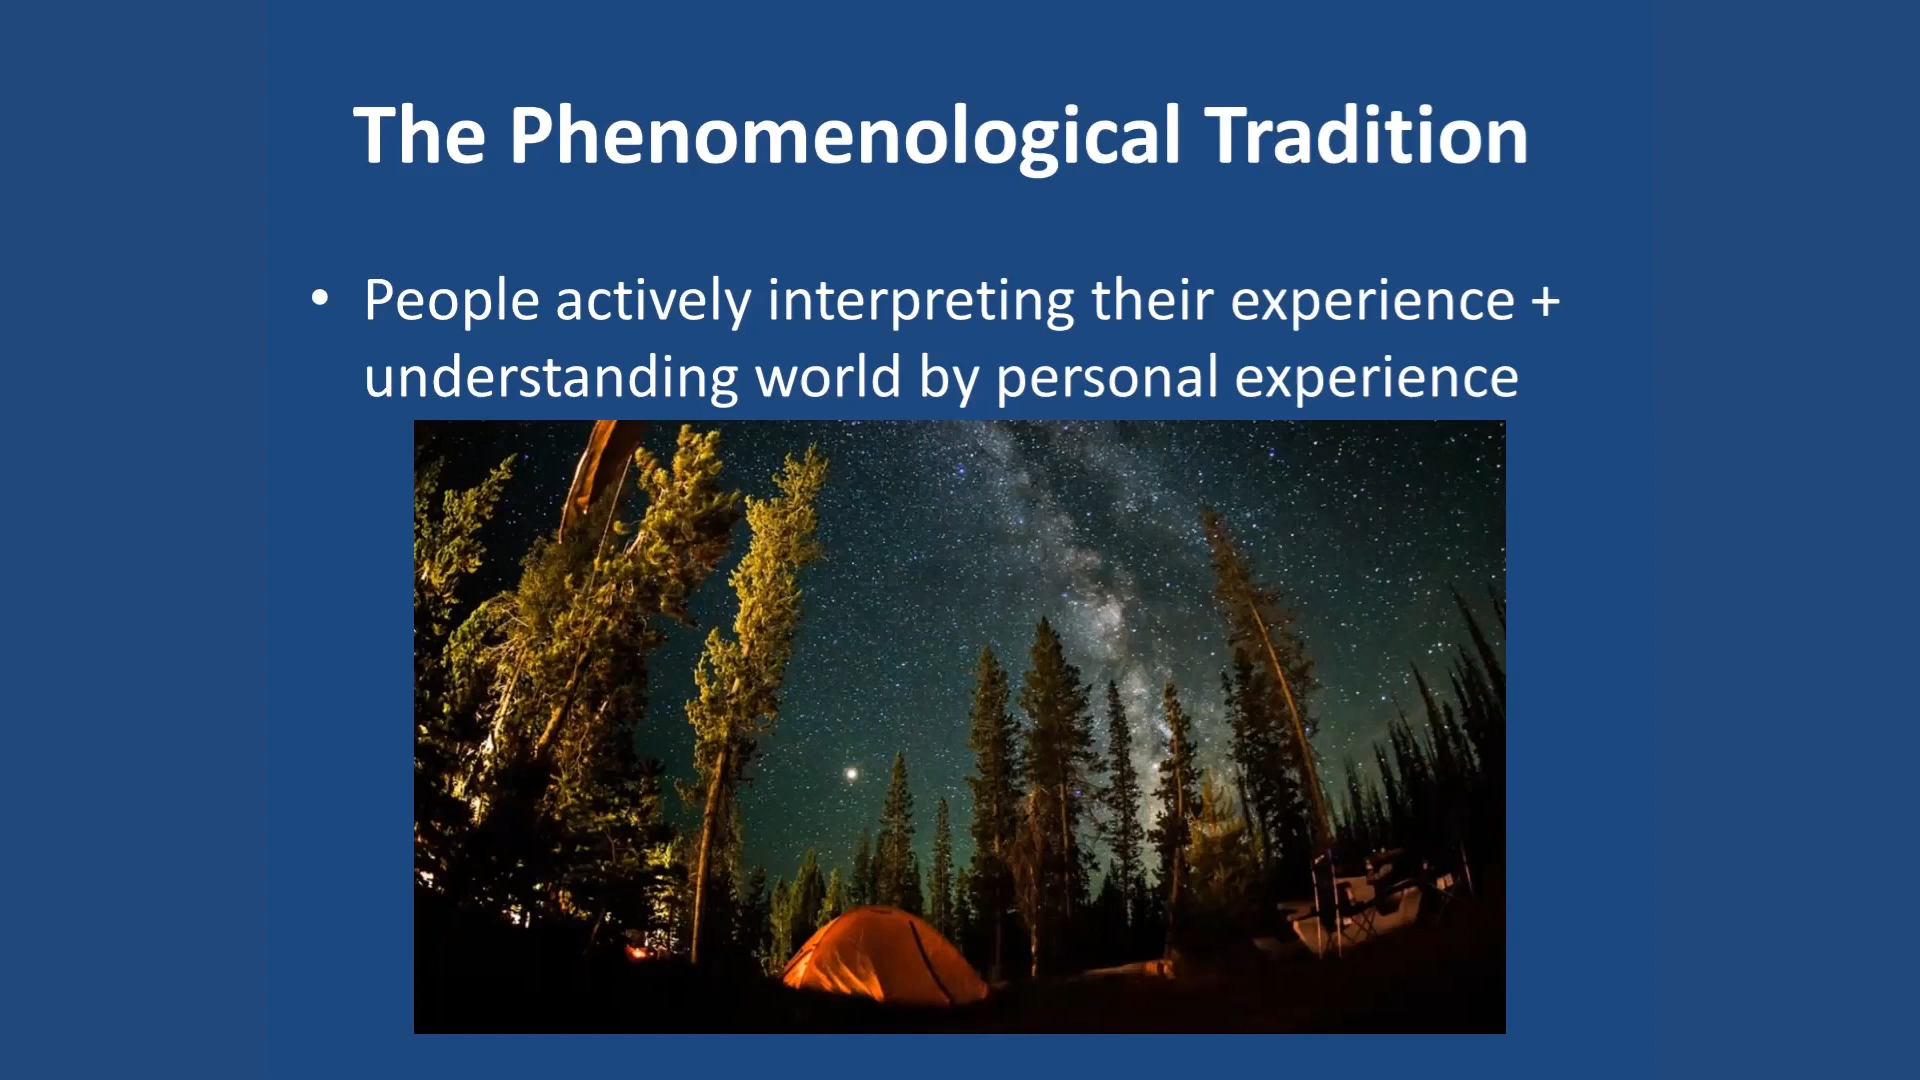 The Phenomenological Tradition
• People actively interpreting their experience +
understanding world by personal experience